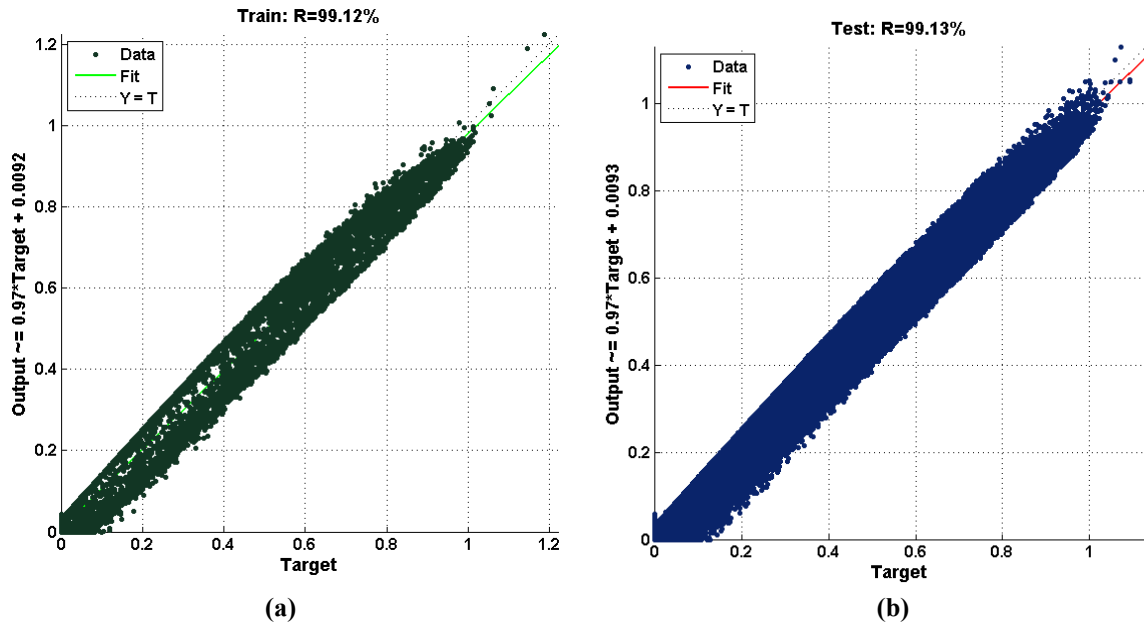 Train: R=99.12%
Data
Fit
Y = T
Output ~= 0.97*Target + 0.0092
1.2
1
0.8
0.6
0.4
0.2
0
0
0.2
0.4
0.6
0.8
1
1.2
Target
(a)
Test: R=99.13%
Data
Fit
Y = T
Output ~= 0.97*Target + 0.0093
1
0.8
0.6
0.4
0.2
0
0
0.2
0.4
0.6
0.8
1
Target
(b)